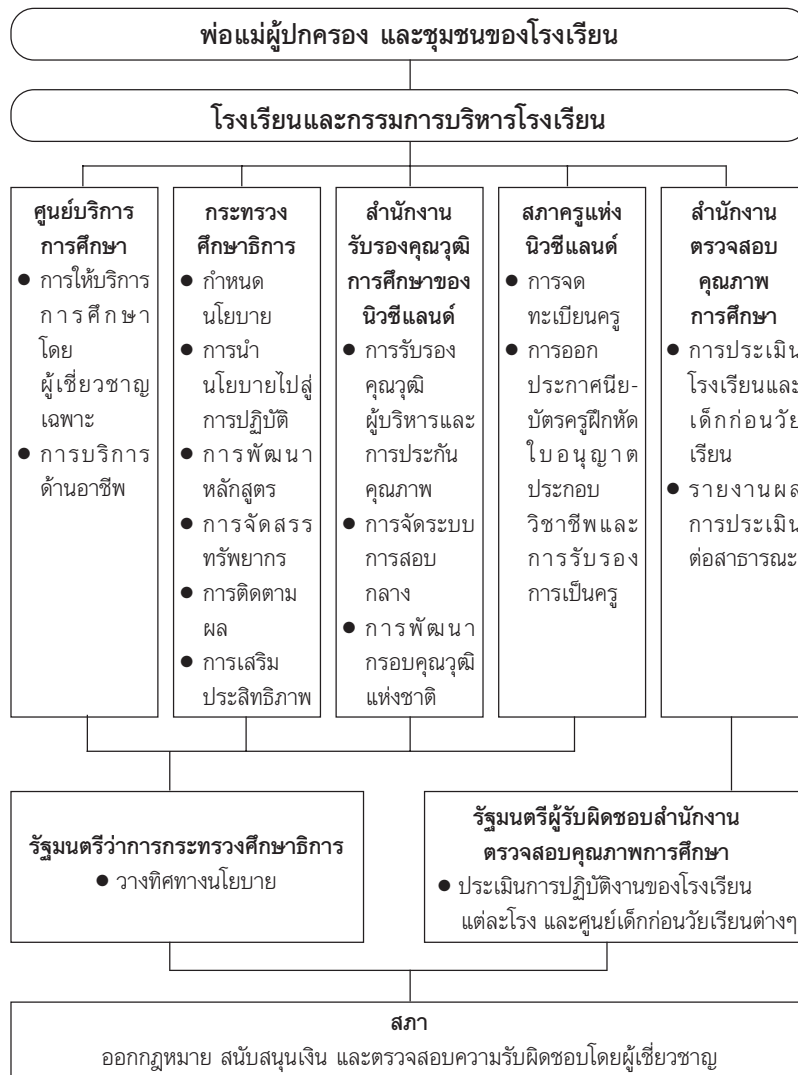 พ่อแม่ผู้ปกครอง และชุมชนของโรงเรียน
โรงเรียนและกรรมการบริหารโรงเรียน
ศูนย์บริการ
การศึกษา
● การให้บริการ
การศึกษา
โดย
ผู้เชี่ยวชาญ
เฉพาะ
● การบริการ
ด้านอาชีพ
กระทรวง
ศึกษาธิการ
● กำหนด
นโยบาย
● การนำ
นโยบายไปสู่
การปฏิบัติ
● การพัฒนา
หลักสูตร
● การจัดสรร
ทรัพยากร
● การติดตาม
ผล
● การเสริม
ประสิทธิภาพ
สำนักงาน
รับรองคุณวุฒิ
การศึกษาของ
นิวซีแลนด์
● การรับรอง
คุณวุฒิ
ผู้บริหารและ
การประกัน
คุณภาพ
● การจัดระบบ
การสอบ
กลาง
● การพัฒนา
กรอบคุณวุฒิ
แห่งชาติ
สภาครูแห่ง
นิวซีแลนด์
● การจด
ทะเบียนครู
● การออก
ประกาศนีย-
บัตรครูฝึกหัด
ใบอนุญาต
ประกอบ
วิชาชีพและ
การรับรอง
การเป็นครู
สำนักงาน
ตรวจสอบ
คุณภาพ
การศึกษา
● การประเมิน
โรงเรียนและ
เด็กก่อนวัย
เรียน
● รายงานผล
การประเมิน
ต่อสาธารณะ
รัฐมนตรีว่าการกระทรวงศึกษาธิการ
● วางทิศทางนโยบาย
รัฐมนตรีผู้รับผิดชอบสำนักงาน
ตรวจสอบคุณภาพการศึกษา
● ประเมินการปฏิบัติงานของโรงเรียน
แต่ละโรง และศูนย์เด็กก่อนวัยเรียนต่างๆ
สภา
ออกกฎหมาย สนับสนุนเงิน และตรวจสอบความรับผิดชอบโดยผู้เชี่ยวชาญ